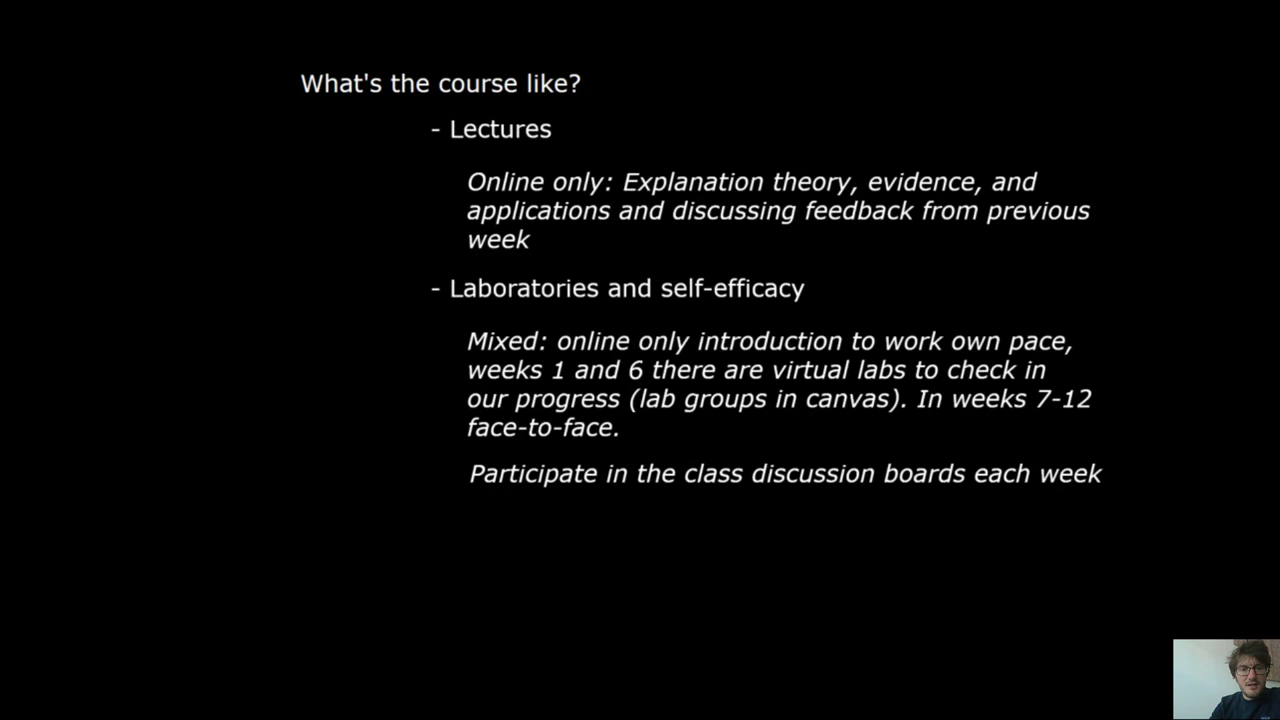 What's the course like?
- Lectures
Online only: Explanation theory, evidence, and
applications and discussing feedback from previous
week
- Laboratories and self-efficacy
Mixed: online only introduction to work own pace,
weeks 1 and 6 there are virtual labs to check in
our progress (lab groups in canvas). In weeks 7-12
face-to-face.
Participate in the class discussion boards each week